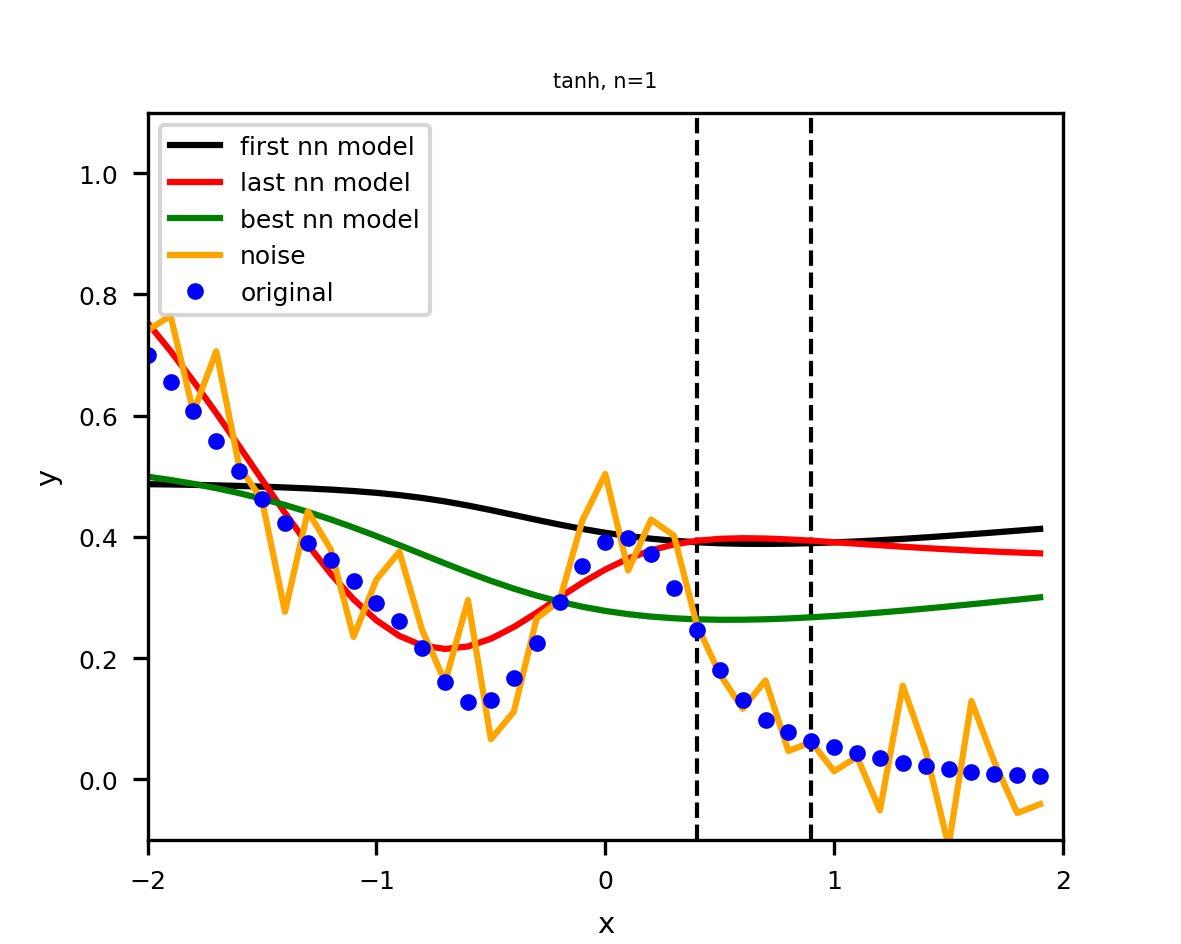 tanh, n=1
first nn model
last nn model
best nn model
noise
original
y
1.0
0.8
0.6
0.4
0.2
0.0
−2 −1 0 1 2
x